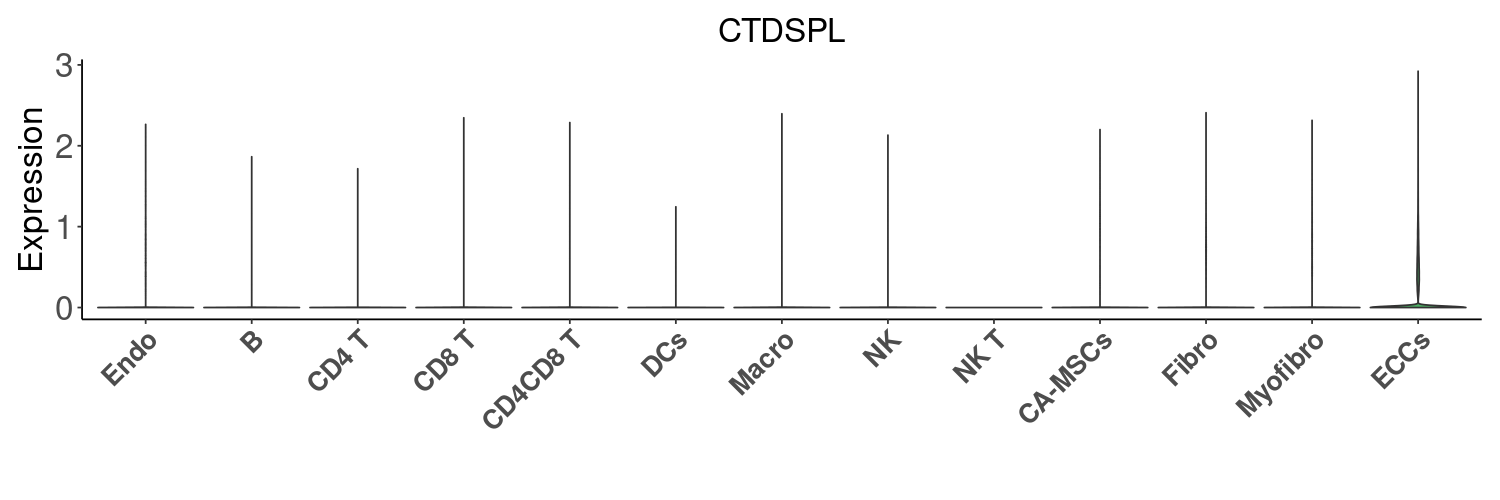 CTDSPL
Expression
3
2
1
0
Endo
B
CD4 T
CD8 T
CD4CD8 T
DCs
Macro
NK
NK T
CA-MSCs
Fibro
Myofibro
ECCs